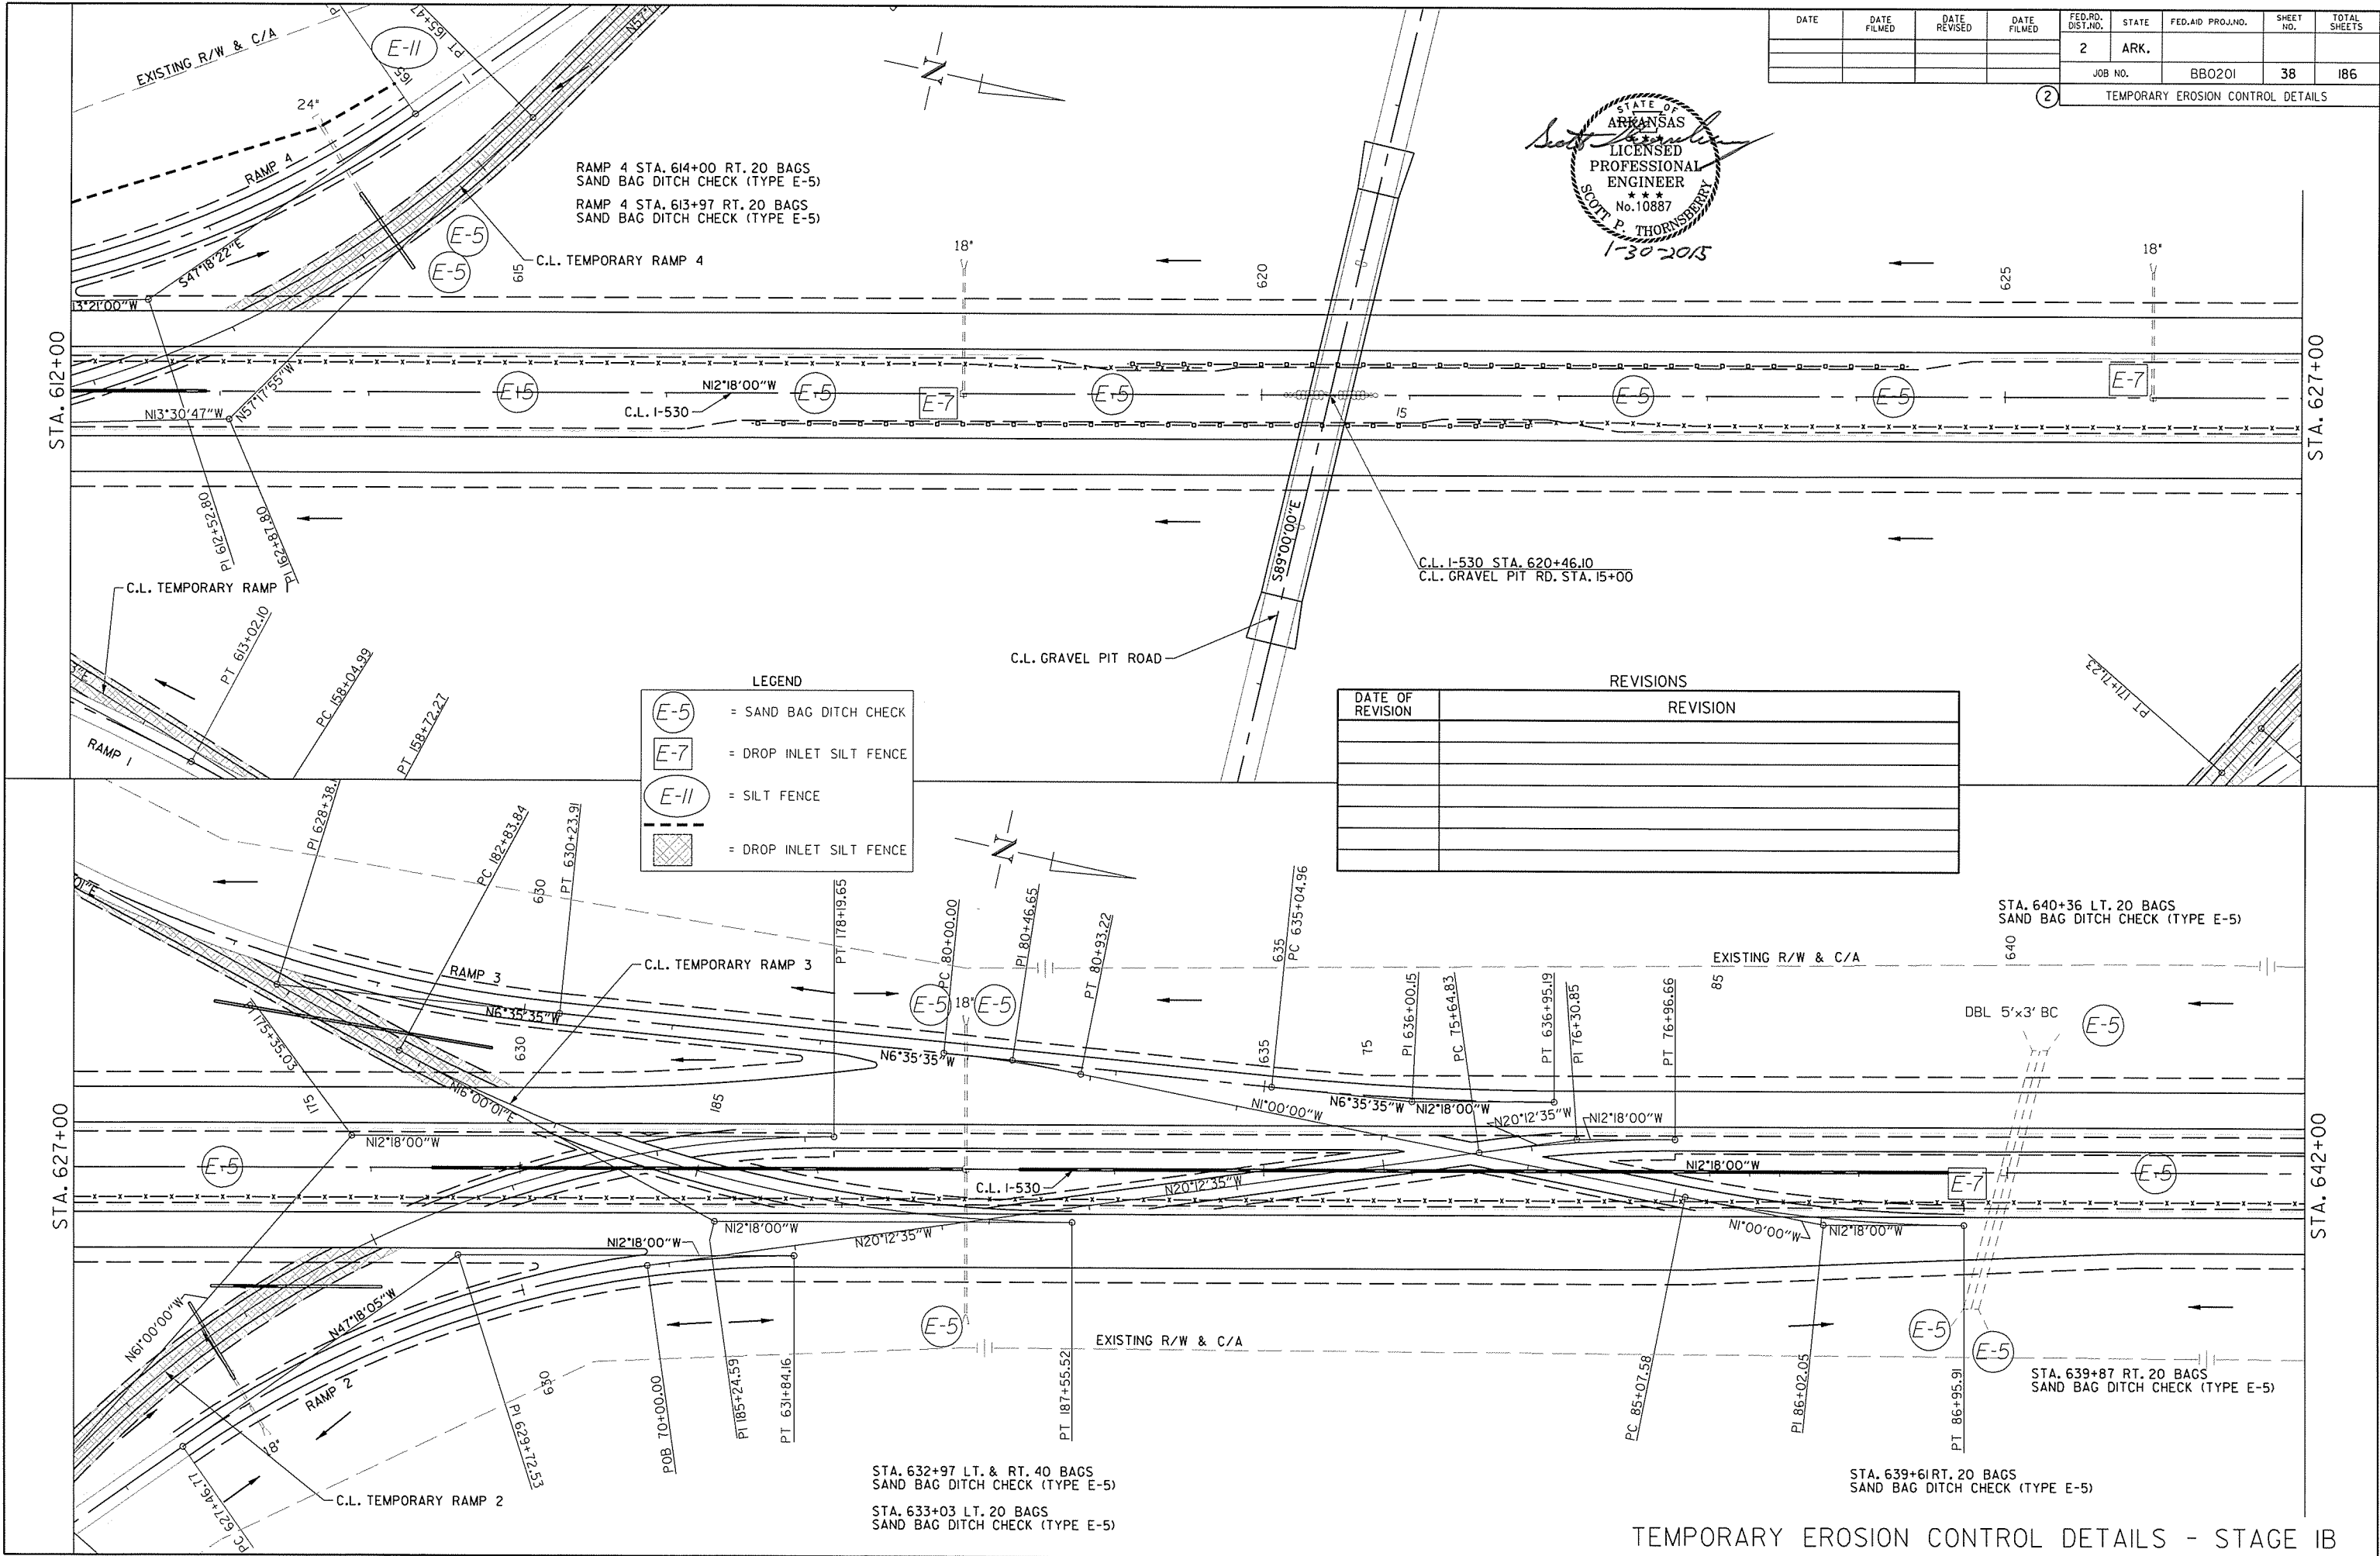 DATE
DATE FILMED
DATE REVISED
DATE FILMED
FED.RD. DIST.NO.
STATE
FED.AID PROJ.NO.
SHEET NO.
TOTAL SHEETS
2
ARK.
JOB NO.
BB0201
38
186
2
TEMPORARY EROSION CONTROL DETAILS
STATE OF
ARKANSAS
★ ★ ★
LICENSED
PROFESSIONAL
ENGINEER
★ ★ ★
No.10887
SCOTT P. THORNSBERRY
1-30-2015
EXISTING R/W & C/A
E-11
165
PT 165+47
N57°1
24"
RAMP 4
RAMP 4 STA. 614+00 RT. 20 BAGS
SAND BAG DITCH CHECK (TYPE E-5)
RAMP 4 STA. 613+97 RT. 20 BAGS
SAND BAG DITCH CHECK (TYPE E-5)
N
E-5
E-5
C.L. TEMPORARY RAMP 4
S47°18'22"E
13°21'00"W
615
18"
620
625
18"
STA. 612+00
STA. 627+00
E-5
E-5
E-5
E-5
E-5
E-7
E-7
N12°18'00"W
C.L. I-530
N13°30'47"W
N57°17'55"W
15
PI 612+52.80
PI 162+87.80
S89°00'00"E
C.L. I-530 STA. 620+46.10
C.L. GRAVEL PIT RD. STA. 15+00
C.L. TEMPORARY RAMP 1
PT 613+02.10
PC 158+04.99
PT 158+72.27
RAMP 1
3"E
C.L. GRAVEL PIT ROAD
PT 171+71.23
LEGEND
E-5 = SAND BAG DITCH CHECK
E-7 = DROP INLET SILT FENCE
E-11 = SILT FENCE
= DROP INLET SILT FENCE
REVISIONS
DATE OF REVISION
REVISION
PI 628+38.
PC 182+83.84
630
PT 630+23.91
N
01"E
RAMP 3
C.L. TEMPORARY RAMP 3
PT 178+19.65
PC 80+00.00
PI 80+46.65
PT 80+93.22
635
PC 635+04.96
EXISTING R/W & C/A
STA. 640+36 LT. 20 BAGS
SAND BAG DITCH CHECK (TYPE E-5)
640
85
E-5
18"
E-5
PI 175+35.03
N6°35'35"W
630
N6°35'35"W
635
75
PI 636+00.15
PC 75+64.83
PT 636+95.19
PI 76+30.85
PT 76+96.66
DBL 5'x3' BC
E-5
N16°00'01"E
175
185
N1°00'00"W
N6°35'35"W
N12°18'00"W
N20°12'35"W
N12°18'00"W
STA. 627+00
STA. 642+00
N12°18'00"W
E-5
C.L. I-530
N20°12'35"W
N12°18'00"W
E-7
E-5
N12°18'00"W
N12°18'00"W
N20°12'35"W
N1°00'00"W
N12°18'00"W
N61°00'00"W
N47°18'05"W
E-5
EXISTING R/W & C/A
E-5
E-5
RAMP 2
18"
630
PI 629+72.53
POB 70+00.00
PI 185+24.59
PT 631+84.16
PT 187+55.52
PC 85+07.58
PI 86+02.05
PT 86+95.91
STA. 639+87 RT. 20 BAGS
SAND BAG DITCH CHECK (TYPE E-5)
PC 627+46.77
C.L. TEMPORARY RAMP 2
STA. 632+97 LT. & RT. 40 BAGS
SAND BAG DITCH CHECK (TYPE E-5)
STA. 633+03 LT. 20 BAGS
SAND BAG DITCH CHECK (TYPE E-5)
STA. 639+61 RT. 20 BAGS
SAND BAG DITCH CHECK (TYPE E-5)
TEMPORARY EROSION CONTROL DETAILS - STAGE 1B